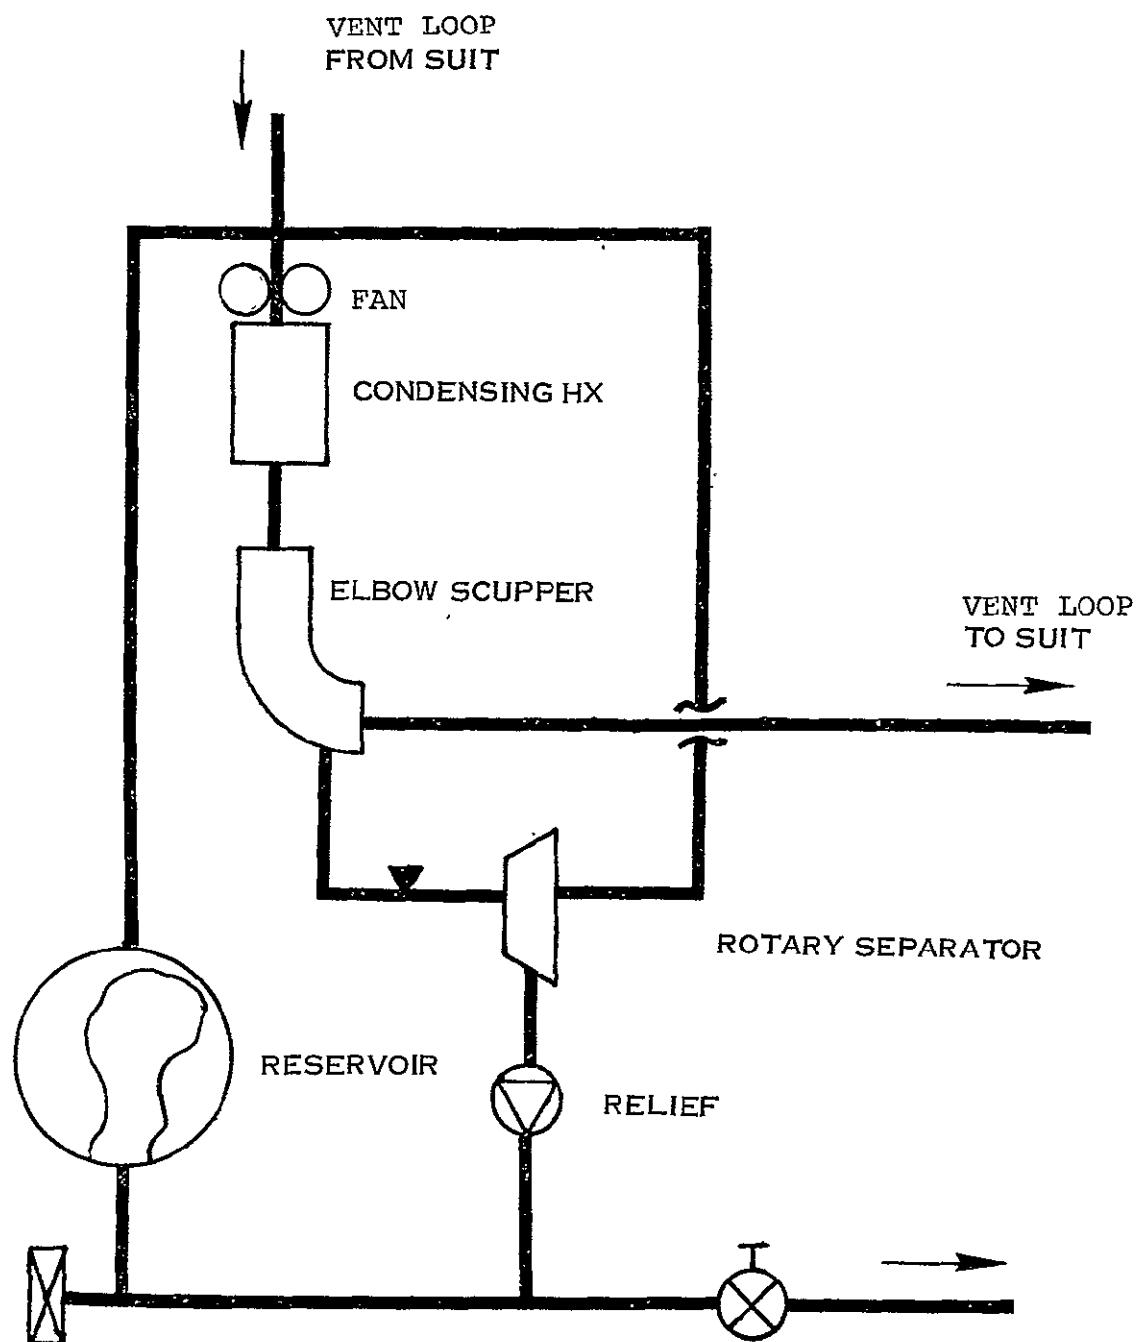 VENT LOOP
FROM SUIT
FAN
CONDENSING HX
ELBOW SCUPPER
VENT LOOP
TO SUIT
ROTARY SEPARATOR
RESERVOIR
RELIEF